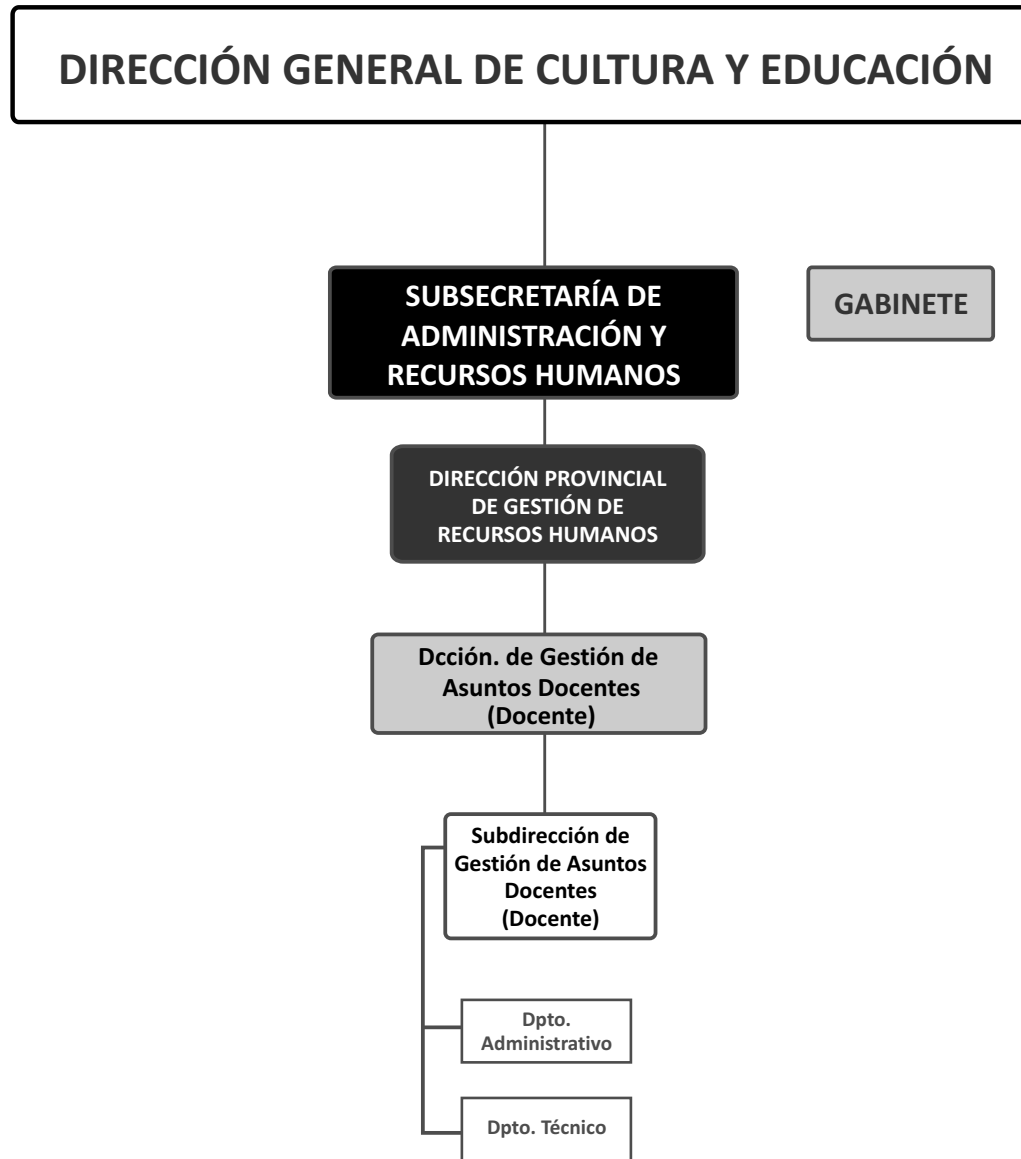 DIRECCIÓN GENERAL DE CULTURA Y EDUCACIÓN
SUBSECRETARÍA DE
ADMINISTRACIÓN Y
RECURSOS HUMANOS
GABINETE
DIRECCIÓN PROVINCIAL
DE GESTIÓN DE
RECURSOS HUMANOS
Dcción. de Gestión de
Asuntos Docentes
(Docente)
Subdirección de
Gestión de Asuntos
Docentes
(Docente)
Dpto.
Administrativo
Dpto. Técnico